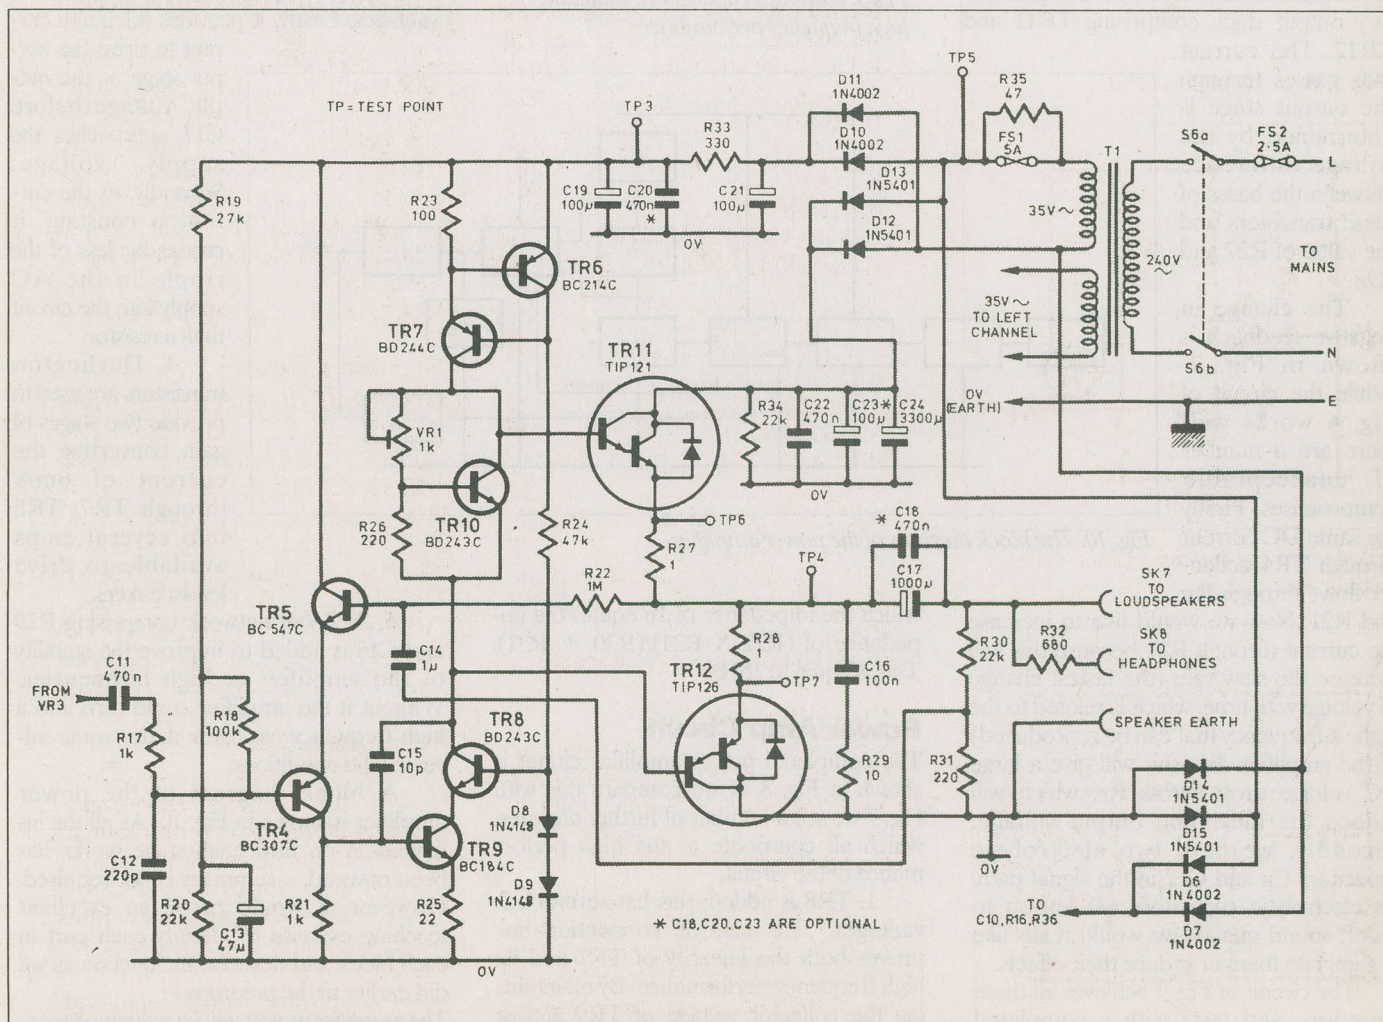 TP=TEST POINT
TP3
TP5
D11
1N4002
D10
1N4002
D13
1N5401
D12
1N5401
R35
47
FS1
5A
T1
S6a
FS2
2·5A
L
R33
330
C19
100µ
C20
470n
*
C21
100µ
0V
35V~
240V
~
TO
MAINS
35V~
TO LEFT
CHANNEL
S6b
N
0V
(EARTH)
E
R19
27k
R23
100
TR6
BC214C
TR7
BD244C
TR11
TIP121
VR1
1k
R34
22k
C22
470n
C23*
100µ
C24
3300µ
0V
TR10
BD243C
R26
220
R24
47k
TP6
R27
1
* C18
470n
C17
1000µ
TP4
R22
1M
TR5
BC547C
SK7
TO
LOUDSPEAKERS
C14
1µ
R28
1
TR12
TIP126
TP7
C16
100n
R30
22k
R32
680
SK8
TO
HEADPHONES
SPEAKER EARTH
C11
470n
FROM
VR3
R17
1k
R18
100k
C15
10p
TR8
BD243C
R29
10
R31
220
D14
1N5401
D15
1N5401
D6
1N4002
D7
1N4002
0V
TO
C10,R16,R36
TR4
BC307C
D8
1N4148
D9
1N4148
TR9
BC184C
C12
220p
R20
22k
C13
47µ
R21
1k
R25
22
* C18,C20,C23 ARE OPTIONAL
0V